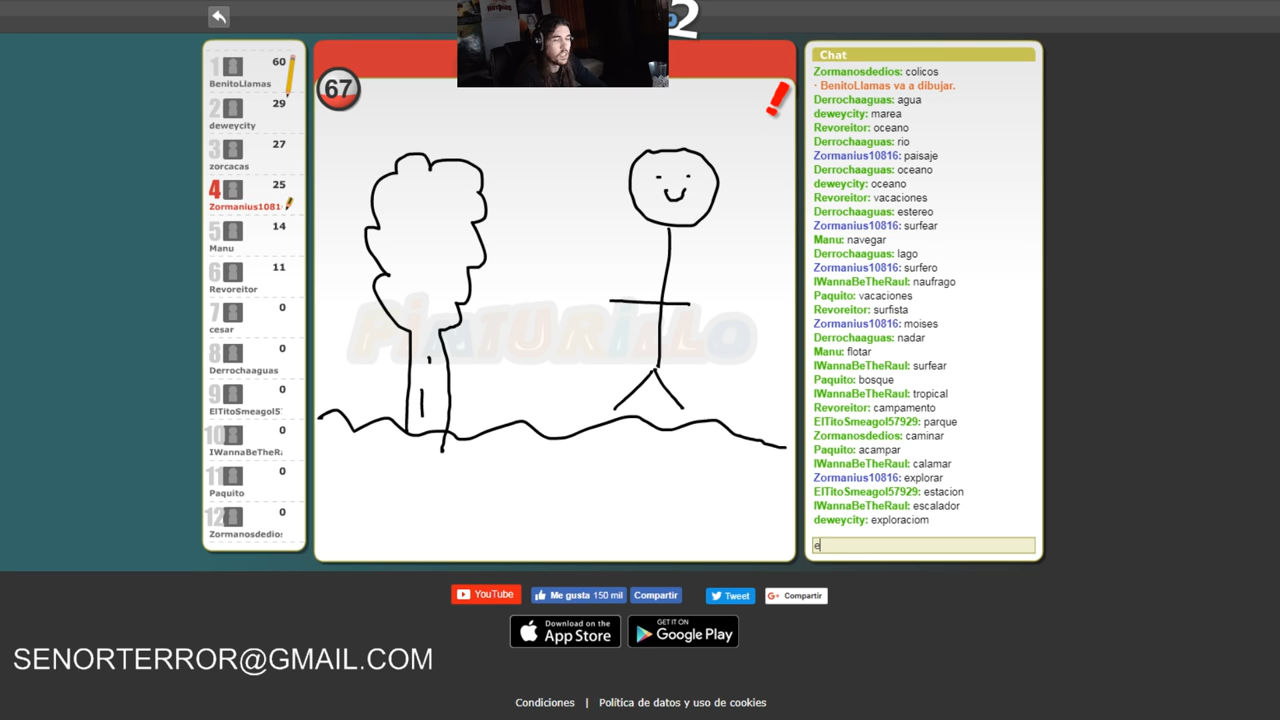 2
1 60
BenitoLlamas
2 29
deweycity
3 27
zorcacas
4 25
Zormanius1081
5 14
Manu
6 11
Revoreitor
7 0
cesar
8 0
Derrochaaguas
9 0
ElTitoSmeagol5
10 0
IWannaBeTheRa
11 0
Paquito
12 0
Zormanosdedios
67
PiNTURiLLO
Chat
Zormanosdedios: colicos
· BenitoLlamas va a dibujar.
Derrochaaguas: agua
deweycity: marea
Revoreitor: oceano
Derrochaaguas: rio
Zormanius10816: paisaje
Derrochaaguas: oceano
deweycity: oceano
Revoreitor: vacaciones
Derrochaaguas: estereo
Zormanius10816: surfear
Manu: navegar
Derrochaaguas: lago
Zormanius10816: surfero
IWannaBeTheRaul: naufrago
Paquito: vacaciones
Revoreitor: surfista
Zormanius10816: moises
Derrochaaguas: nadar
Manu: flotar
IWannaBeTheRaul: surfear
Paquito: bosque
IWannaBeTheRaul: tropical
Revoreitor: campamento
ElTitoSmeagol57929: parque
Zormanosdedios: caminar
Paquito: acampar
IWannaBeTheRaul: calamar
Zormanius10816: explorar
ElTitoSmeagol57929: estacion
IWannaBeTheRaul: escalador
deweycity: exploraciom
e
YouTube Me gusta 150 mil Compartir Tweet G+ Compartir
Download on the
App Store
GET IT ON
Google Play
SENORTERROR@GMAIL.COM
Condiciones | Política de datos y uso de cookies